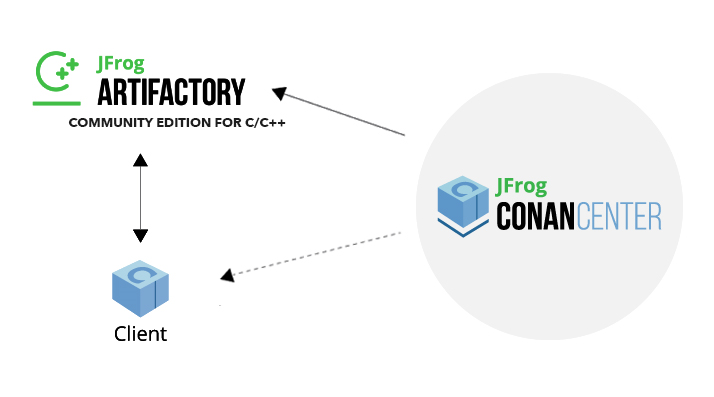 JFrog
ARTIFACTORY
COMMUNITY EDITION FOR C/C++
JFrog
CONANCENTER
Client